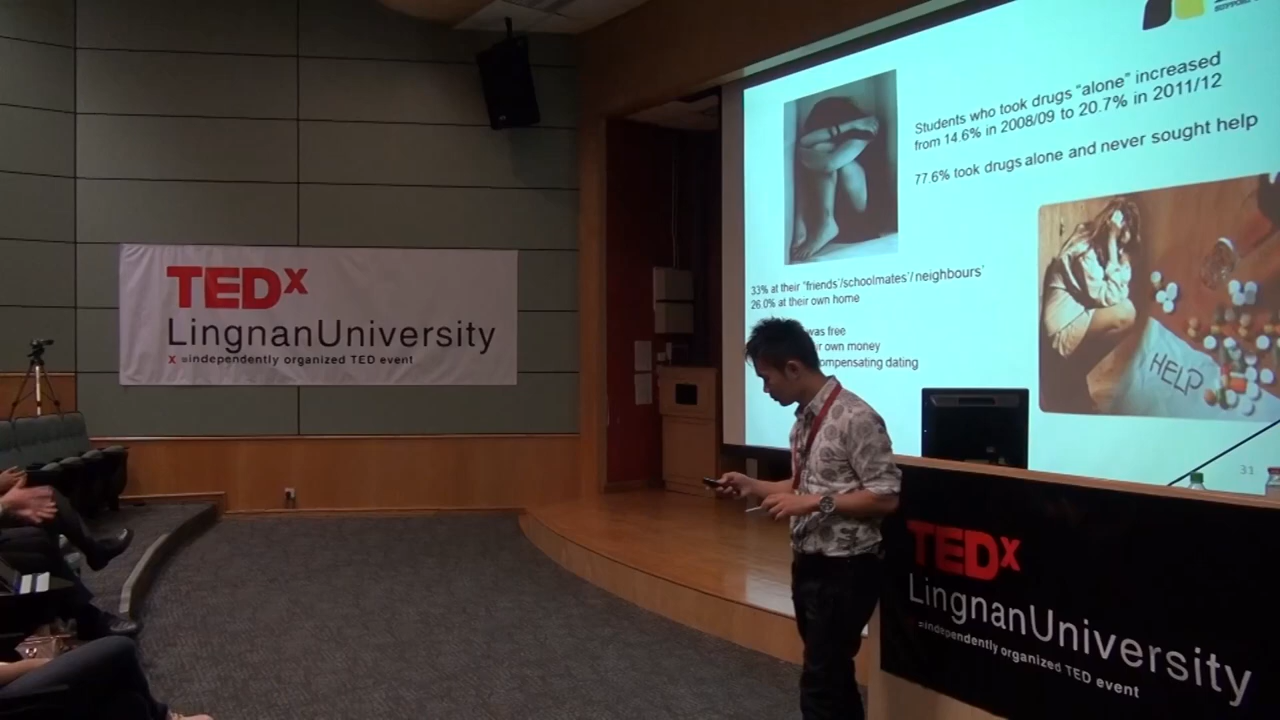 TEDx
LingnanUniversity
x =independently organized TED event
Students who took drugs “alone” increased
from 14.6% in 2008/09 to 20.7% in 2011/12
77.6% took drugs alone and never sought help
33% at their “friends’/schoolmates’/ neighbours’
26.0% at their own home
was free
own money
ompensating dating
HELP
31
TEDx
LingnanUniversity
=independently organized TED event